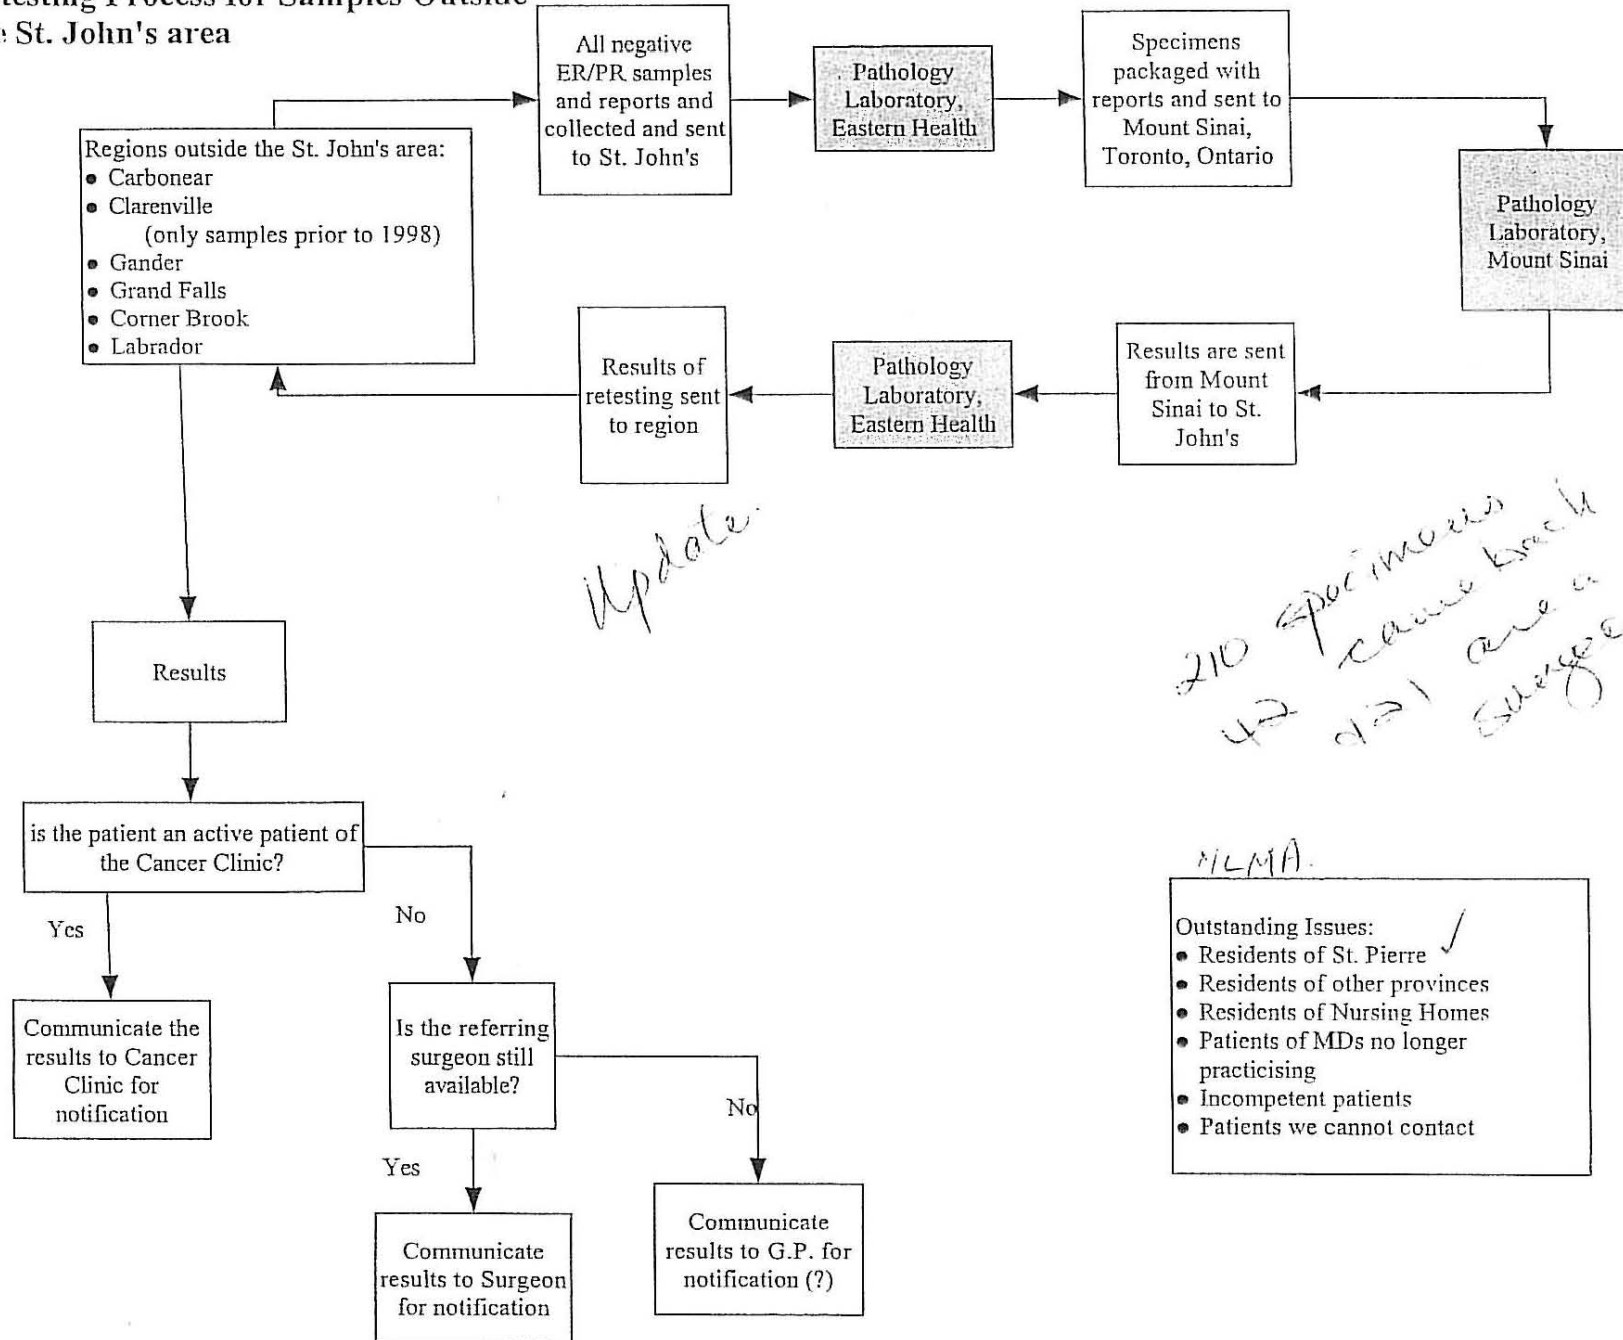 Process for Samples Outside
St. John's area
All negative
ER/PR samples
and reports and
collected and sent
to St. John's
Pathology
Laboratory,
Eastern Health
Specimens
packaged with
reports and sent to
Mount Sinai,
Toronto, Ontario
Pathology
Laboratory,
Mount Sinai
Regions outside the St. John's area:
• Carbonear
• Clarenville
(only samples prior to 1998)
• Gander
• Grand Falls
• Corner Brook
• Labrador
Results of
retesting sent
to region
Pathology
Laboratory,
Eastern Health
Results are sent
from Mount
Sinai to St.
John's
Update.
210 specimens
42 came back
are a
Results
is the patient an active patient of
the Cancer Clinic?
Yes
No
Communicate the
results to Cancer
Clinic for
notification
Is the referring
surgeon still
available?
Yes
No
Communicate
results to Surgeon
for notification
Communicate
results to G.P. for
notification (?)
NLMA.
Outstanding Issues:
• Residents of St. Pierre ✓
• Residents of other provinces
• Residents of Nursing Homes
• Patients of MDs no longer
practicising
• Incompetent patients
• Patients we cannot contact